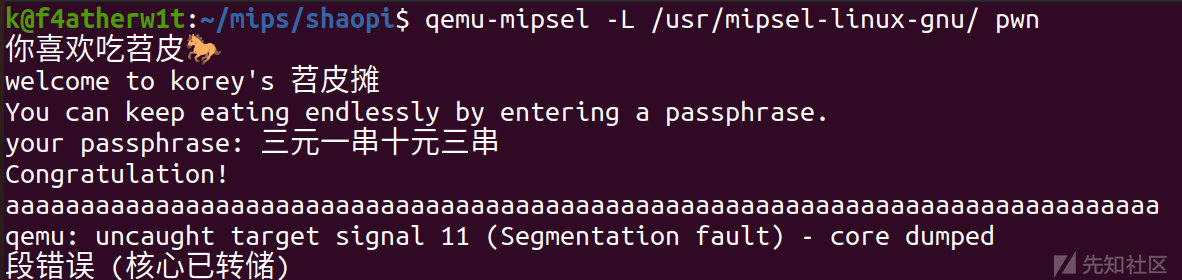 k@f4atherw1t:~/mips/shaopi$ qemu-mipsel -L /usr/mipsel-linux-gnu/ pwn
你喜欢吃苕皮🐎
welcome to korey's 苕皮摊
You can keep eating endlessly by entering a passphrase.
your passphrase: 三元一串十元三串
Congratulation!
aaaaaaaaaaaaaaaaaaaaaaaaaaaaaaaaaaaaaaaaaaaaaaaaaaaaaaaaaaaaaaaaaaaaaaaaaaaaa
qemu: uncaught target signal 11 (Segmentation fault) - core dumped
段错误 (核心已转储)
先知社区